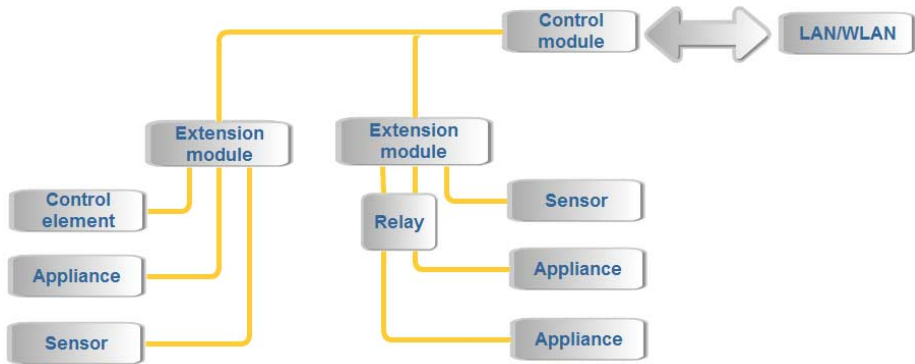 Control
module
LAN/WLAN
Extension
module
Extension
module
Control
element
Relay
Sensor
Appliance
Appliance
Sensor
Appliance